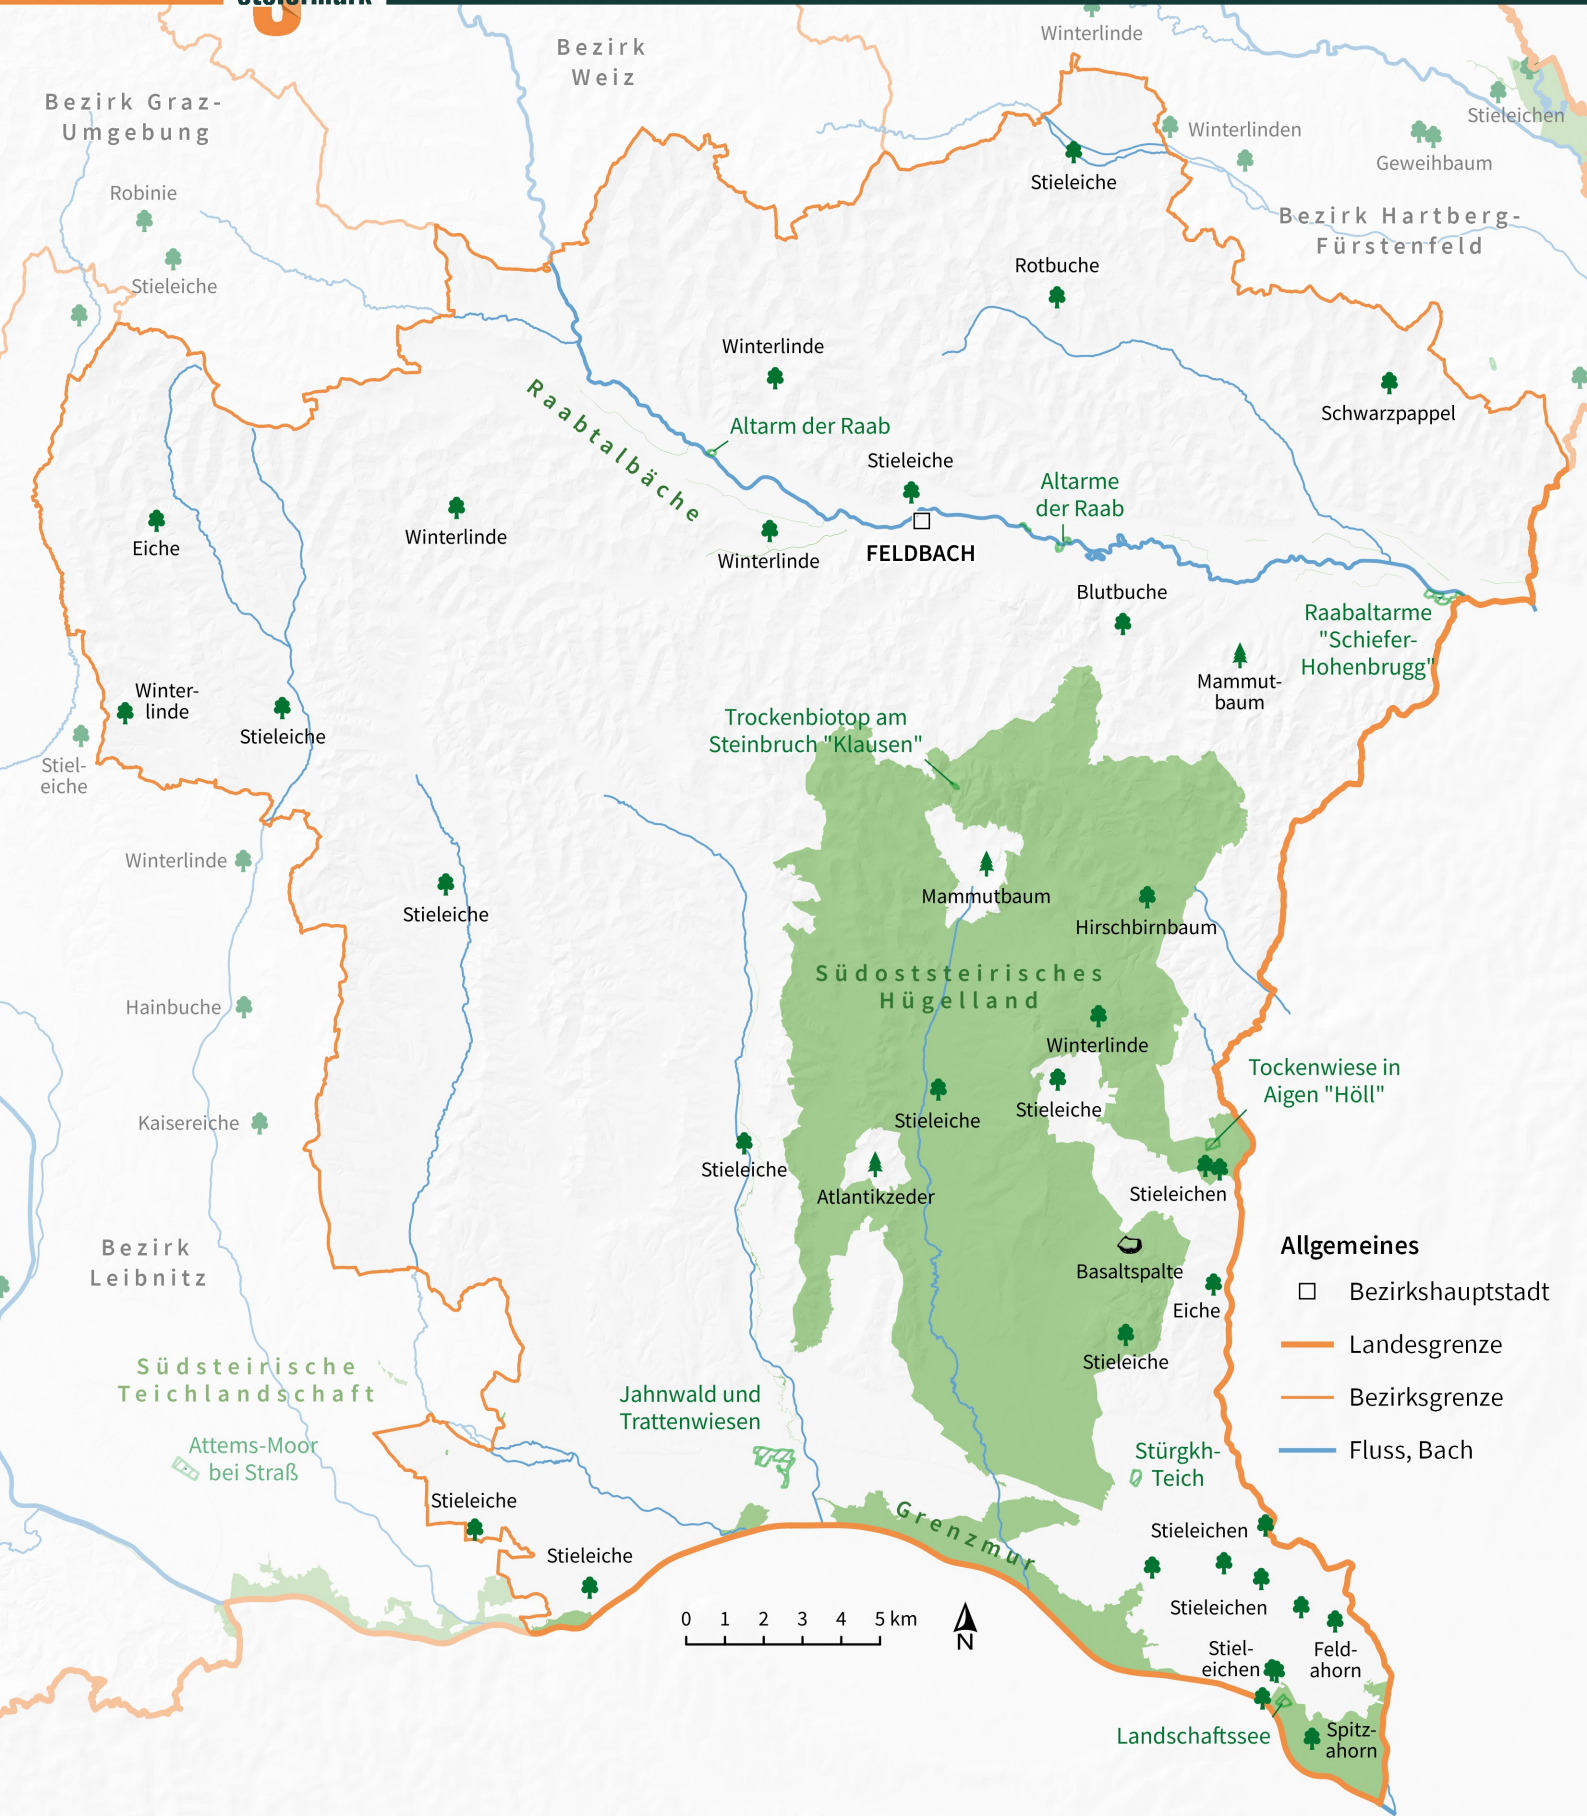 Steiermark
Winterlinde
Bezirk
Weiz
Bezirk Graz-
Umgebung
Stieleichen
Winterlinden
Geweihbaum
Stieleiche
Robinie
Bezirk Hartberg-
Fürstenfeld
Rotbuche
Stieleiche
Winterlinde
Schwarzpappel
Raabtalbäche
Altarm der Raab
Stieleiche
Altarme
der Raab
Eiche
Winterlinde
Winterlinde
FELDBACH
Blutbuche
Raabaltarme
"Schiefer-
Hohenbrugg"
Mammut-
baum
Winter-
linde
Stieleiche
Trockenbiotop am
Steinbruch "Klausen"
Stiel-
eiche
Winterlinde
Stieleiche
Mammutbaum
Hirschbirnbaum
Südoststeirisches
Hügelland
Hainbuche
Winterlinde
Tockenwiese in
Aigen "Höll"
Kaisereiche
Stieleiche
Stieleiche
Stieleiche
Atlantikzeder
Stieleichen
Bezirk
Leibnitz
Basaltspalte
Eiche
Stieleiche
Allgemeines
Bezirkshauptstadt
Landesgrenze
Bezirksgrenze
Fluss, Bach
Südsteirische
Teichlandschaft
Jahnwald und
Trattenwiesen
Attems-Moor
bei Straß
Stürgkh-
Teich
Stieleiche
Grenzmur
Stieleichen
Stieleiche
Stieleichen
0 1 2 3 4 5 km
N
Stiel-
eichen
Feld-
ahorn
Landschaftssee
Spitz-
ahorn